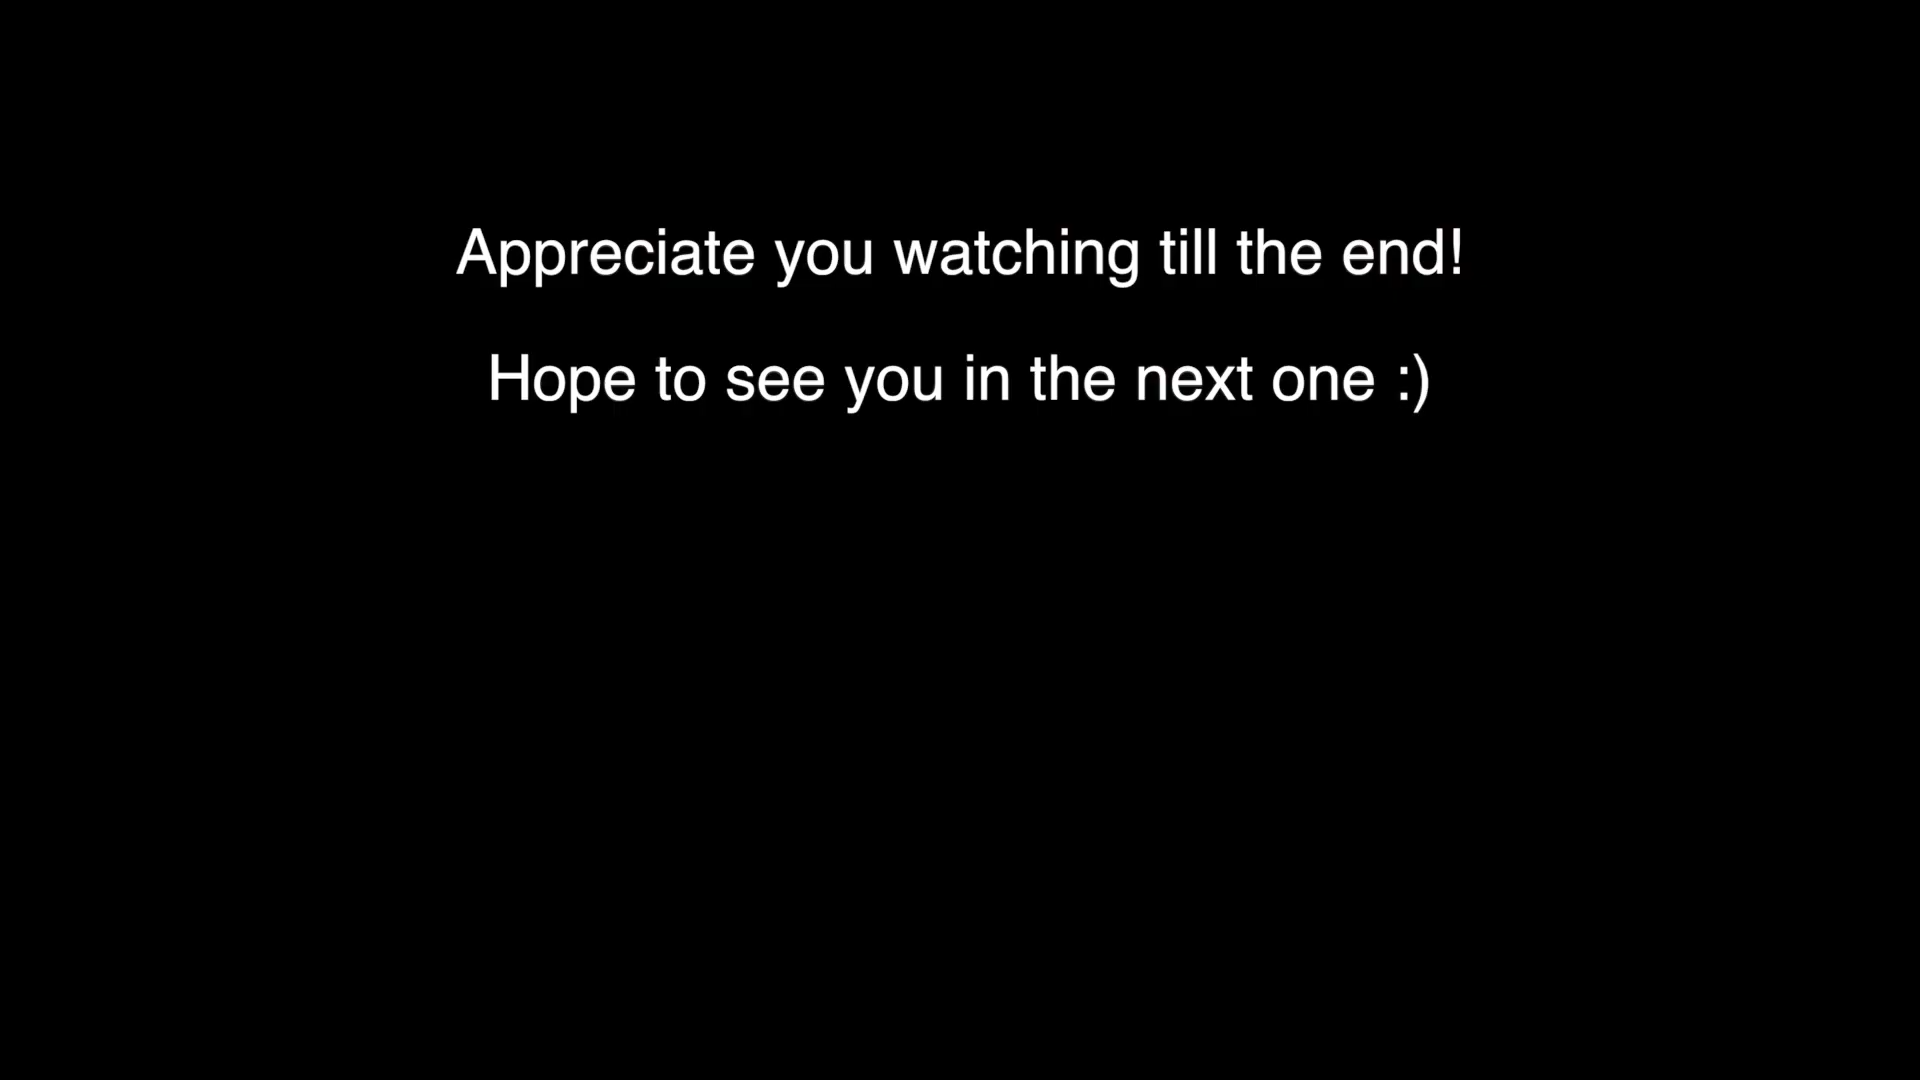 Appreciate you watching till the end!
Hope to see you in the next one :)